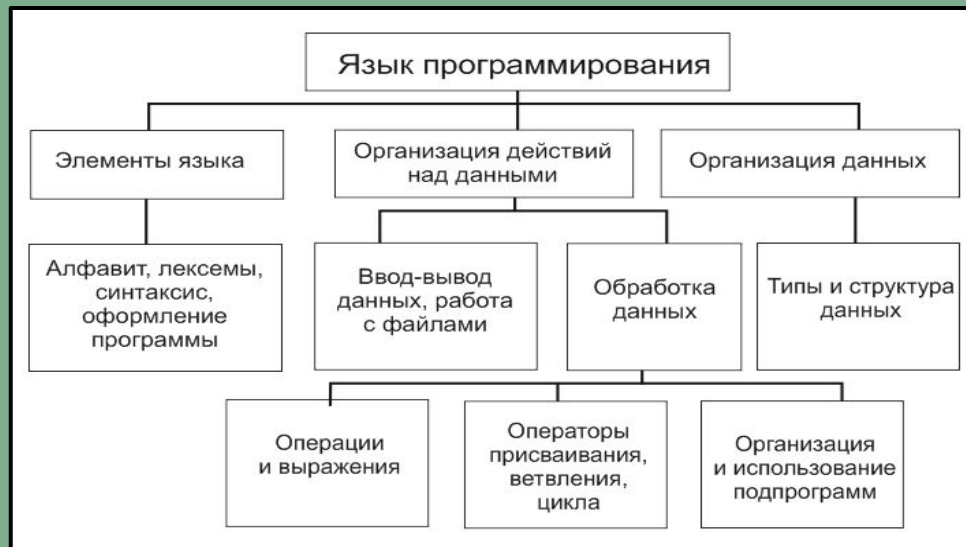 Язык программирования
Элементы языка
Организация действий
над данными
Организация данных
Алфавит, лексемы,
синтаксис,
оформление
программы
Ввод-вывод
данных, работа
с файлами
Обработка
данных
Типы и структура
данных
Операции
и выражения
Операторы
присваивания,
ветвления,
цикла
Организация
и использование
подпрограмм